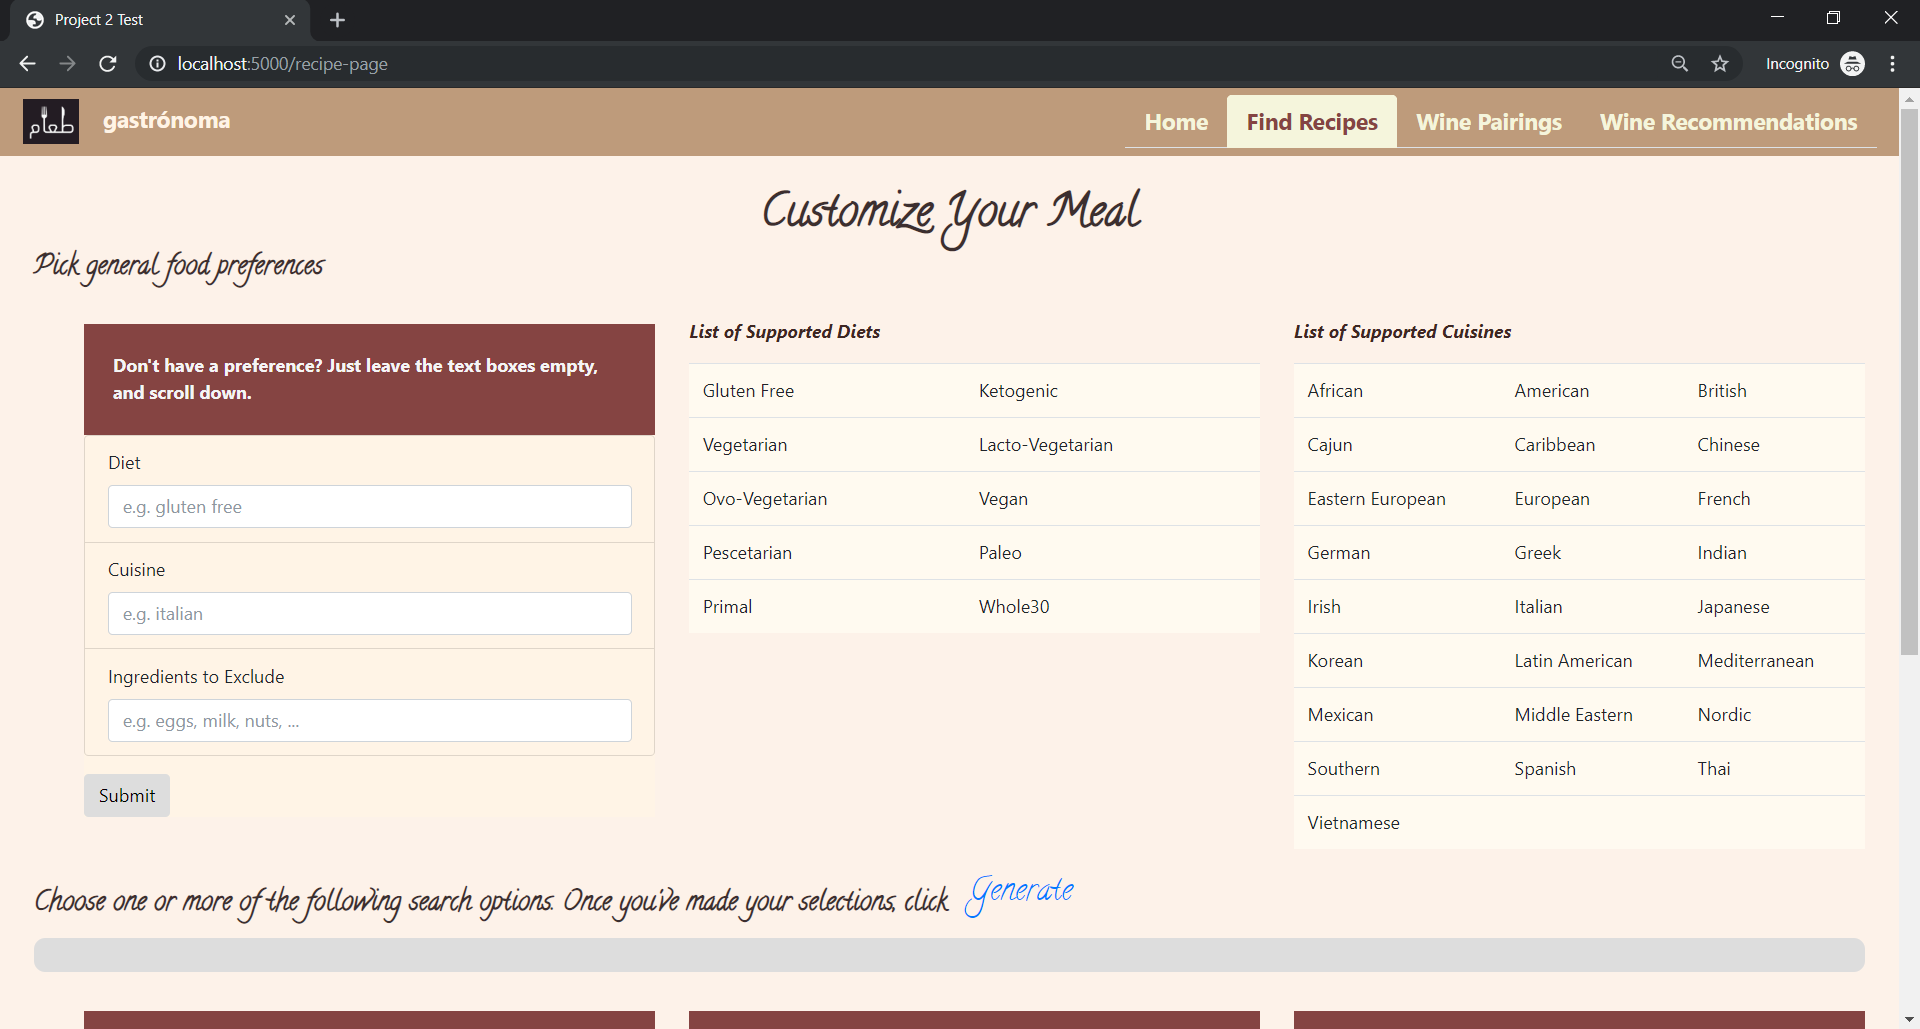 Project 2 Test
localhost:5000/recipe-page
Incognito
طعام
gastrónoma
Home
Find Recipes
Wine Pairings
Wine Recommendations
Customize Your Meal
Pick general food preferences
Don't have a preference? Just leave the text boxes empty,
and scroll down.
Diet
e.g. gluten free
Cuisine
e.g. italian
Ingredients to Exclude
e.g. eggs, milk, nuts, ...
Submit
List of Supported Diets
Gluten Free Ketogenic
Vegetarian Lacto-Vegetarian
Ovo-Vegetarian Vegan
Pescetarian Paleo
Primal Whole30
List of Supported Cuisines
African American British
Cajun Caribbean Chinese
Eastern European European French
German Greek Indian
Irish Italian Japanese
Korean Latin American Mediterranean
Mexican Middle Eastern Nordic
Southern Spanish Thai
Vietnamese
Choose one or more of the following search options. Once you've made your selections, click Generate